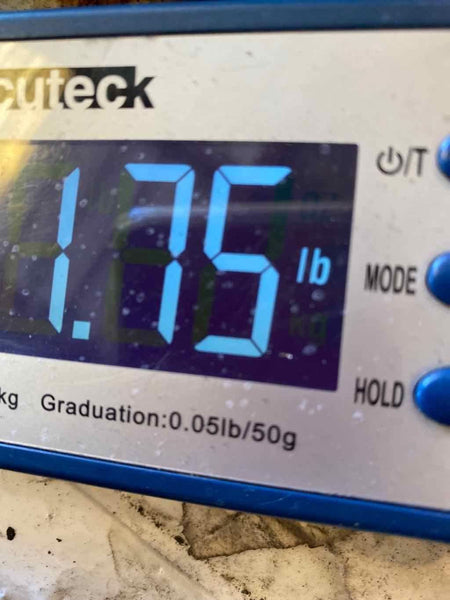 cuteck
⏻/T
1.75 lb
MODE
HOLD
kg Graduation:0.05lb/50g